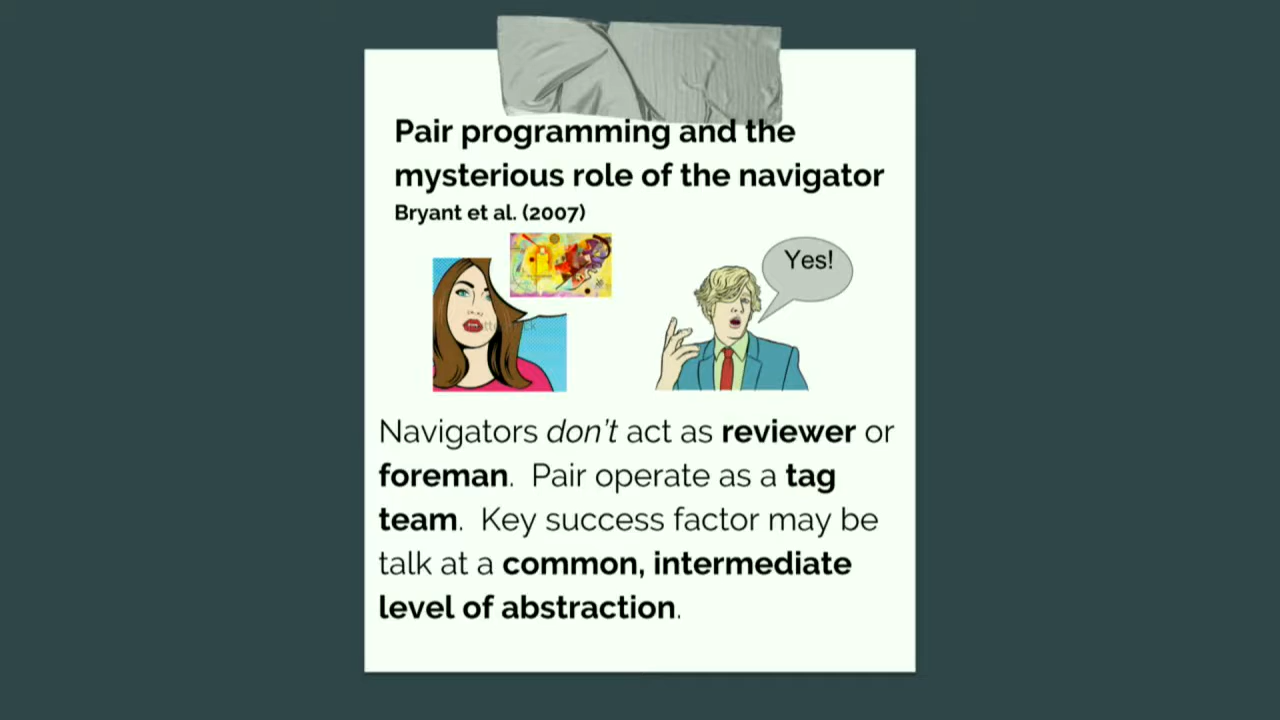 Pair programming and the
mysterious role of the navigator
Bryant et al. (2007)
Yes!
Navigators don't act as reviewer or
foreman. Pair operate as a tag
team. Key success factor may be
talk at a common, intermediate
level of abstraction.